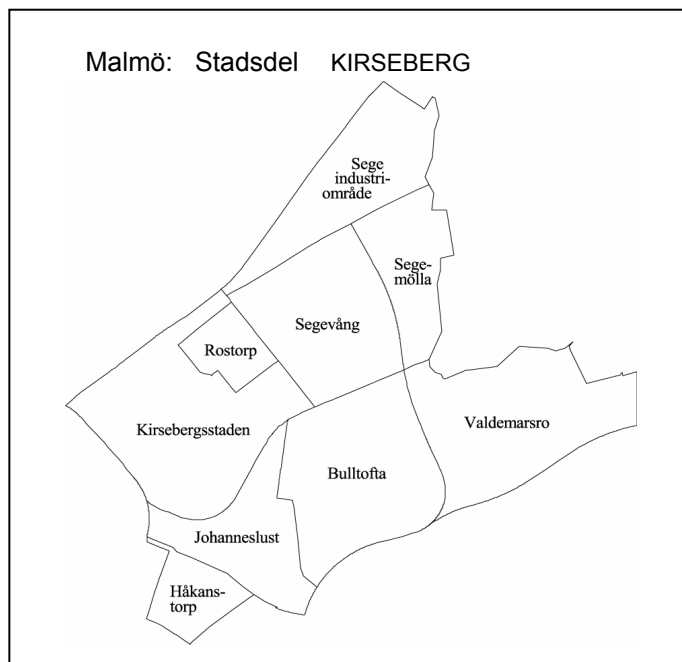 Malmö: Stadsdel KIRSEBERG
Sege
industri-
område
Sege-
mölla
Segevång
Rostorp
Valdemarsro
Kirsebergsstaden
Bulltofta
Johanneslust
Håkans-
torp